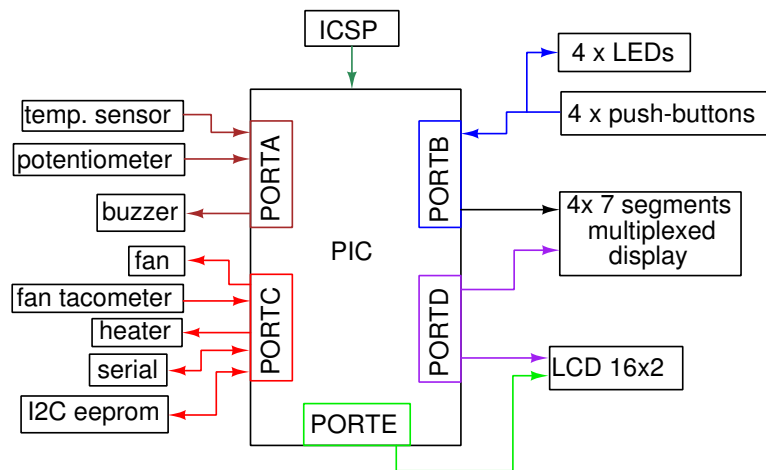 ICSP
4 x LEDs
temp. sensor
4 x push-buttons
potentiometer
PORTA
PORTB
buzzer
4x 7 segments
multiplexed
display
PIC
fan
fan tacometer
PORTC
PORTD
heater
serial
LCD 16x2
I2C eeprom
PORTE